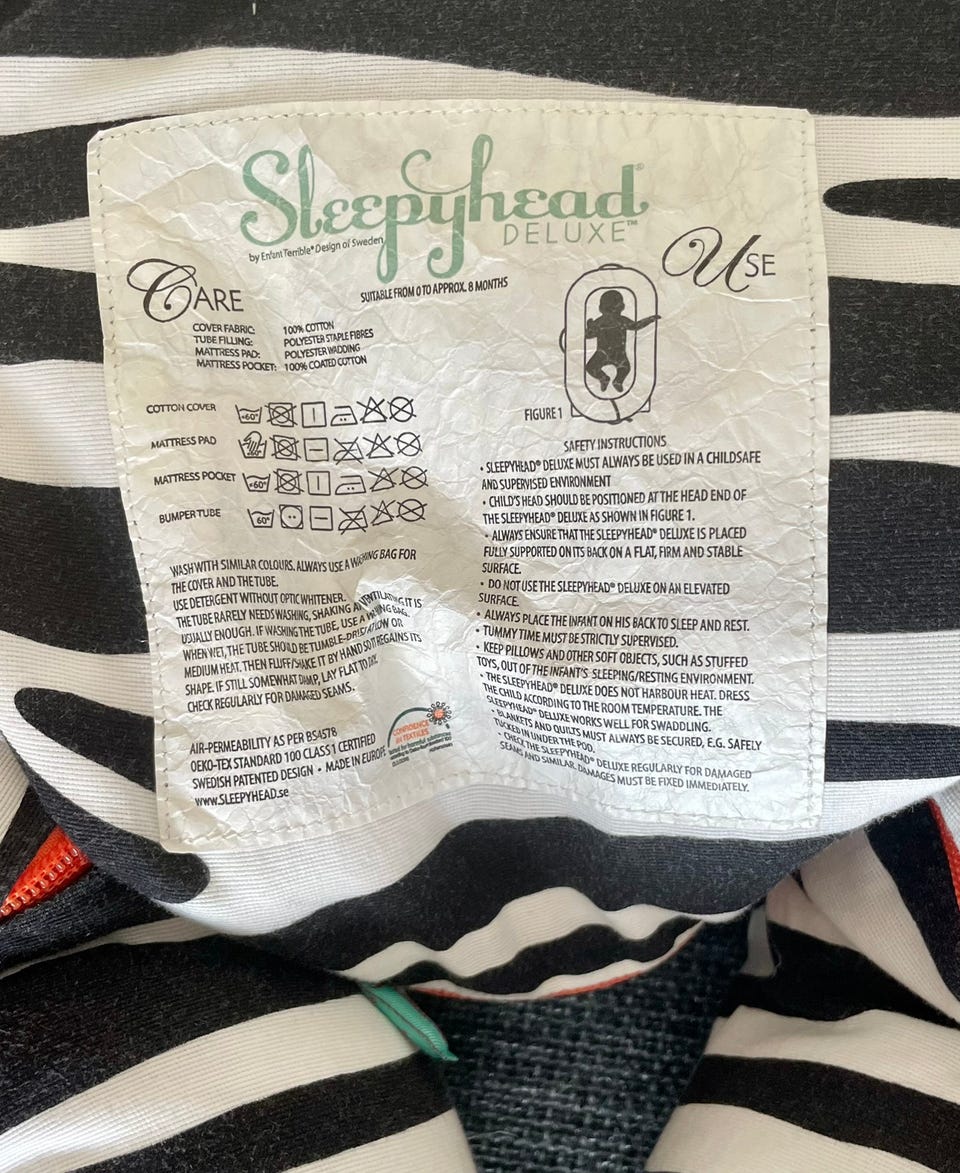 Sleepyhead®
DELUXE™
by Enfant Terrible® Design of Sweden
SUITABLE FROM 0 TO APPROX. 8 MONTHS
CARE
COVER FABRIC: 100% COTTON
TUBE FILLING: POLYESTER STAPLE FIBRES
MATTRESS PAD: POLYESTER WADDING
MATTRESS POCKET: 100% COATED COTTON
COTTON COVER 60°
MATTRESS PAD
MATTRESS POCKET 60°
BUMPER TUBE 60°
WASH WITH SIMILAR COLOURS. ALWAYS USE A WASHING BAG FOR
THE COVER AND THE TUBE.
USE DETERGENT WITHOUT OPTIC WHITENER.
THE TUBE RARELY NEEDS WASHING, SHAKING AND VENTILATING IT IS
USUALLY ENOUGH. IF WASHING THE TUBE, USE A WASHING BAG.
WHEN WET, THE TUBE SHOULD BE TUMBLE-DRIED ON LOW OR
MEDIUM HEAT. THEN FLUFF/SHAKE IT BY HAND SO IT REGAINS ITS
SHAPE. IF STILL SOMEWHAT DAMP, LAY FLAT TO DRY.
CHECK REGULARLY FOR DAMAGED SEAMS.
AIR-PERMEABILITY AS PER BS4578
OEKO-TEX STANDARD 100 CLASS 1 CERTIFIED
SWEDISH PATENTED DESIGN • MADE IN EUROPE
www.SLEEPYHEAD.se
CONFIDENCE
IN TEXTILES
USE
FIGURE 1
SAFETY INSTRUCTIONS
• SLEEPYHEAD® DELUXE MUST ALWAYS BE USED IN A CHILDSAFE
AND SUPERVISED ENVIRONMENT
• CHILD'S HEAD SHOULD BE POSITIONED AT THE HEAD END OF
THE SLEEPYHEAD® DELUXE AS SHOWN IN FIGURE 1.
• ALWAYS ENSURE THAT THE SLEEPYHEAD® DELUXE IS PLACED
FULLY SUPPORTED ON ITS BACK ON A FLAT, FIRM AND STABLE
SURFACE.
• DO NOT USE THE SLEEPYHEAD® DELUXE ON AN ELEVATED
SURFACE.
• ALWAYS PLACE THE INFANT ON HIS BACK TO SLEEP AND REST.
• TUMMY TIME MUST BE STRICTLY SUPERVISED.
• KEEP PILLOWS AND OTHER SOFT OBJECTS, SUCH AS STUFFED
TOYS, OUT OF THE INFANT'S SLEEPING/RESTING ENVIRONMENT.
• THE SLEEPYHEAD® DELUXE DOES NOT HARBOUR HEAT. DRESS
THE CHILD ACCORDING TO THE ROOM TEMPERATURE. THE
SLEEPYHEAD® DELUXE WORKS WELL FOR SWADDLING.
• BLANKETS AND QUILTS MUST ALWAYS BE SECURED, E.G. SAFELY
TUCKED IN UNDER THE POD.
• CHECK THE SLEEPYHEAD® DELUXE REGULARLY FOR DAMAGED
SEAMS AND SIMILAR. DAMAGES MUST BE FIXED IMMEDIATELY.